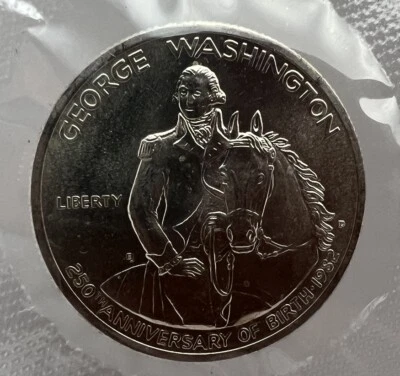 GEORGE WASHINGTON
LIBERTY
D
250TH ANNIVERSARY OF BIRTH·1982